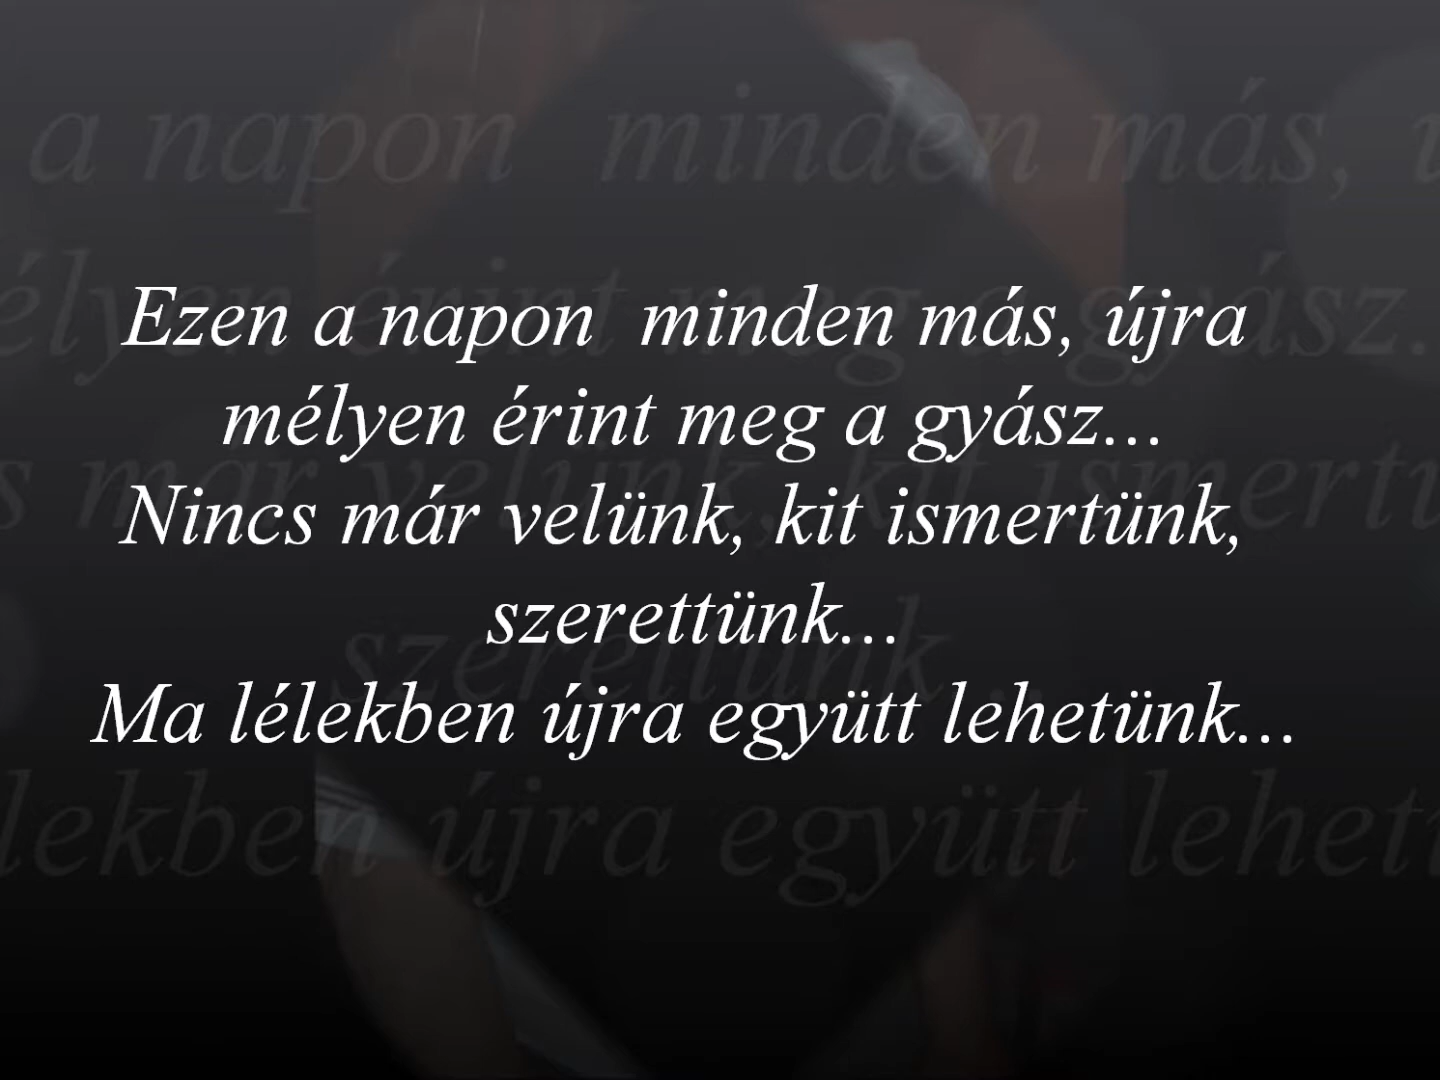 Ezen a napon  minden más, újra
mélyen érint meg a gyász...
Nincs már velünk, kit ismertünk,
szerettünk...
Ma lélekben újra együtt lehetünk...